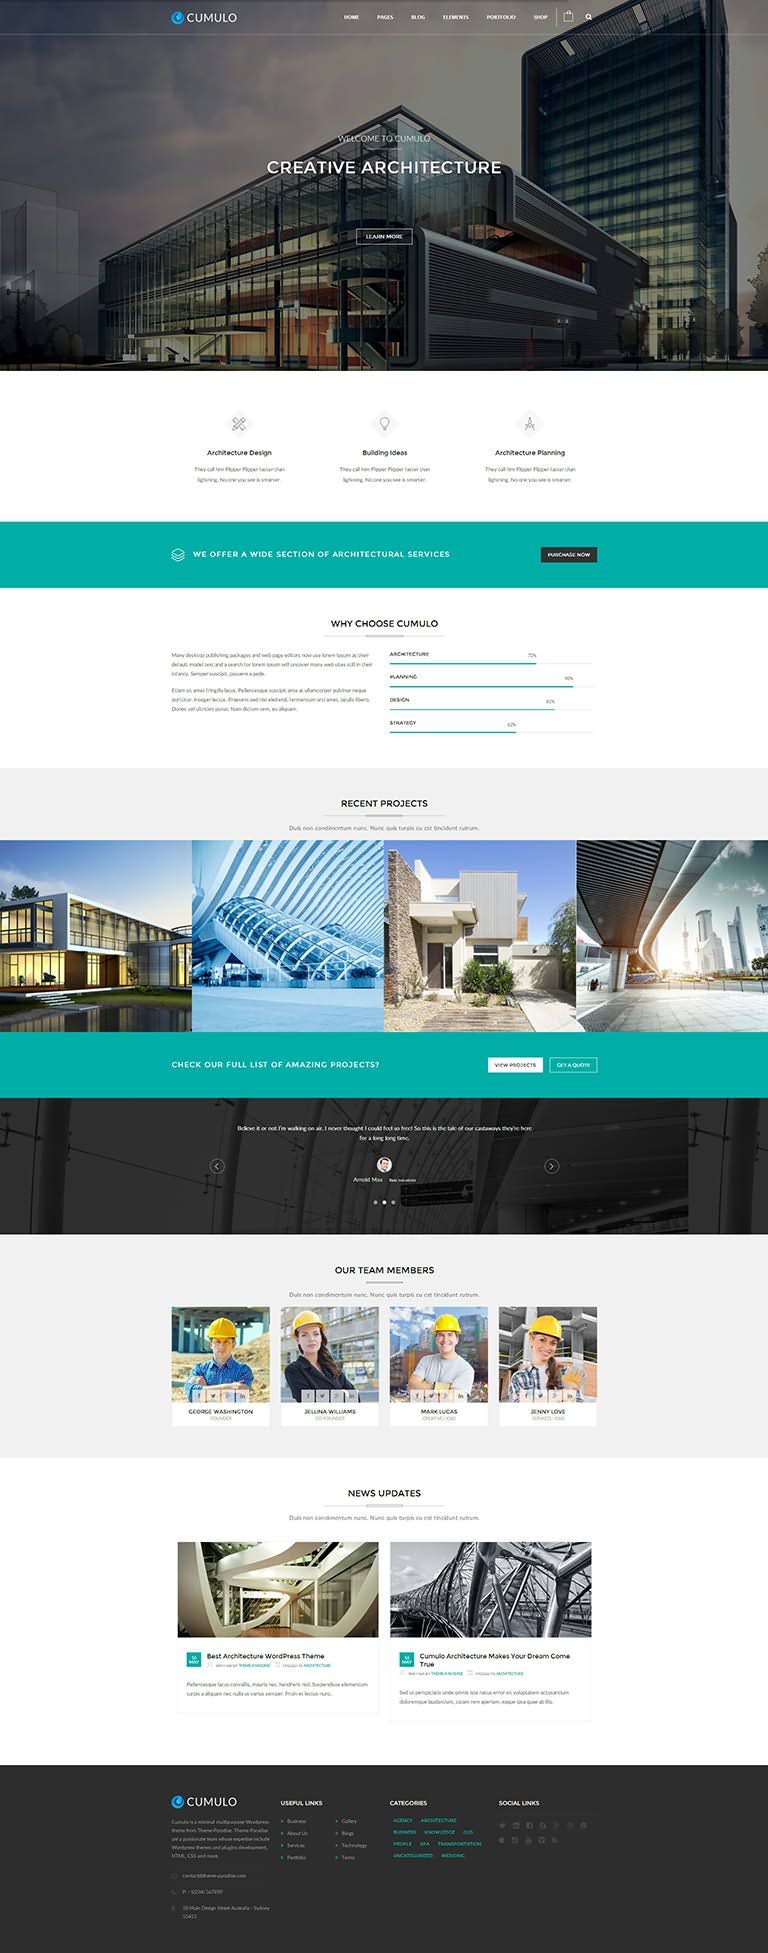 CUMULO
HOME PAGES BLOG ELEMENTS PORTFOLIO SHOP
WELCOME TO CUMULO
CREATIVE ARCHITECTURE
LEARN MORE
Architecture Design
They call him Flipper Flipper faster than
lightning. No one you see is smarter.
Building Ideas
They call him Flipper Flipper faster than
lightning. No one you see is smarter.
Architecture Planning
They call him Flipper Flipper faster than
lightning. No one you see is smarter.
WE OFFER A WIDE SECTION OF ARCHITECTURAL SERVICES
PURCHASE NOW
WHY CHOOSE CUMULO
Many desktop publishing packages and web page editors now use lorem Ipsum as their
default model text and a search for lorem ipsum will uncover many web sites still in their
infancy. Semper suscipit, posuere a pede.
Etiam sit amet fringilla lacus. Pellentesque suscipit ante at ullamcorper pulvinar neque
porttitor. Integer lectus. Praesent sed nisi eleifend, fermentum orci amet, iaculis libero.
Donec vel ultricies purus. Nam dictum sem, eu aliquam.
ARCHITECTURE 72%
PLANNING 90%
DESIGN 81%
STRATEGY 62%
RECENT PROJECTS
Duis non condimentum nunc. Nunc quis turpis eu est tincidunt rutrum.
CHECK OUR FULL LIST OF AMAZING PROJECTS?
VIEW PROJECTS GET A QUOTE
Believe it or not I'm walking on air. I never thought I could feel so free! So this is the tale of our castaways they're here
for a long long time.
Arnold Max
OUR TEAM MEMBERS
Duis non condimentum nunc. Nunc quis turpis eu est tincidunt rutrum.
GEORGE WASHINGTON
FOUNDER
JELLINA WILLIAMS
CO-FOUNDER
MARK LUCAS
CREATIVE HEAD
JENNY LOVE
SERVICES HEAD
NEWS UPDATES
Duis non condimentum nunc. Nunc quis turpis eu est tincidunt rutrum.
16
MAY
Best Architecture WordPress Theme
WRITTEN BY THEME PARADISE TAGGED IN ARCHITECTURE
Pellentesque lacus convallis, mauris nec, hendrerit nisl. Suspendisse elementum
turpis a aliquam nec nulla ut varius semper. Proin et lectus nunc.
16
MAY
Cumulo Architecture Makes Your Dream Come
True
WRITTEN BY THEME PARADISE TAGGED IN ARCHITECTURE
Sed ut perspiciatis unde omnis iste natus error sit voluptatem accusantium
doloremque laudantium, totam rem aperiam, eaque ipsa quae ab illo.
CUMULO
Cumulo is a minimal multipurpose Wordpress
theme from Theme-Paradise. Theme-Paradise
are a passionate team whose expertise include
Wordpress themes and plugins development,
HTML, CSS and more.
contact@theme-paradise.com
P: +1(234) 567890
Design Street Australia - Sydney
55455
USEFUL LINKS
Business
About Us
Services
Portfolio
Gallery
Blogs
Technology
Terms
CATEGORIES
AGENCY ARCHITECTURE
BUSINESS KNOWLEDGE
PEOPLE SPA TRANSPORTATION
UNCATEGORIZED WEDDING
SOCIAL LINKS